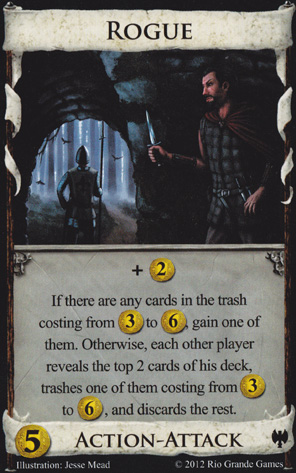 ROGUE
+ 2
If there are any cards in the trash
costing from 3 to 6, gain one of
them. Otherwise, each other player
reveals the top 2 cards of his deck,
trashes one of them costing from 3
to 6, and discards the rest.
5 ACTION-ATTACK
Illustration: Jesse Mead © 2012 Rio Grande Games